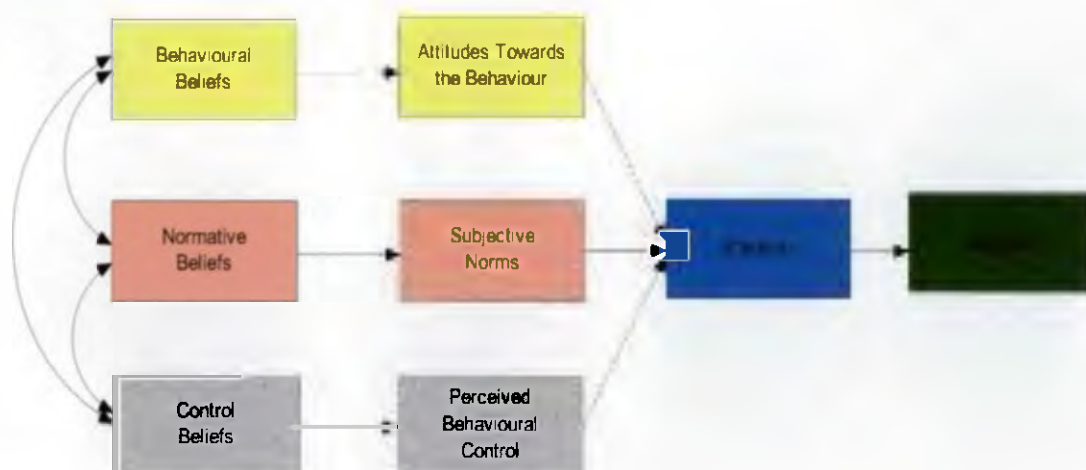 Behavioural
Beliefs
Attitudes Towards
the Behaviour
Normative
Beliefs
Subjective
Norms
Control
Beliefs
Perceived
Behavioural
Control